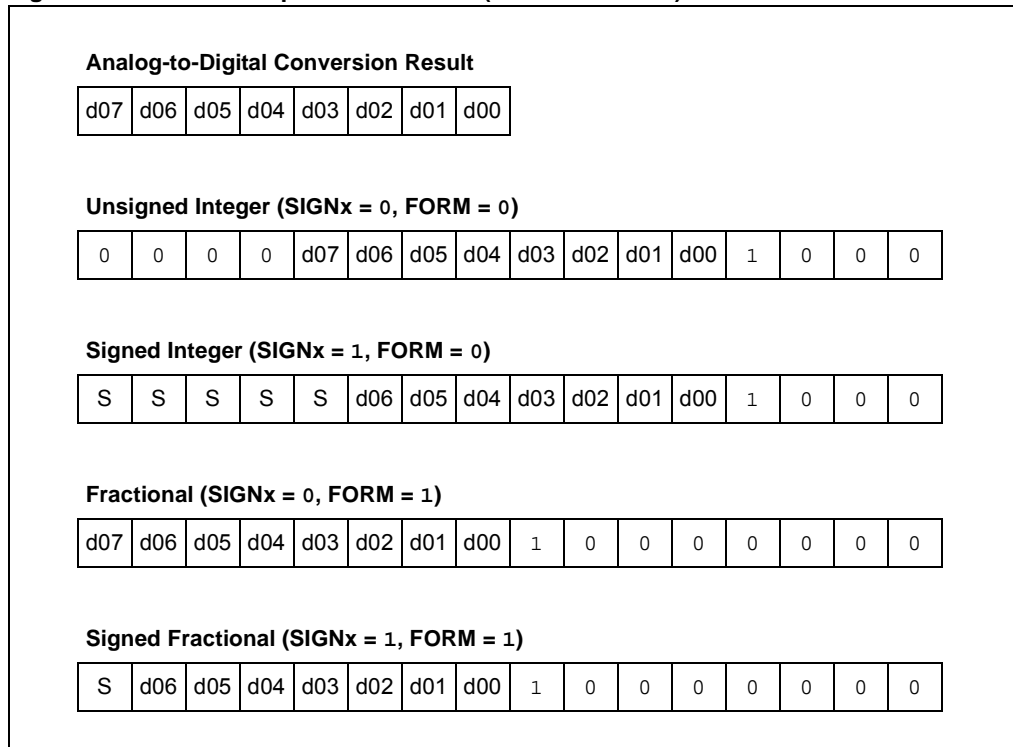 Analog-to-Digital Conversion Result
d07 d06 d05 d04 d03 d02 d01 d00
Unsigned Integer (SIGNx = 0, FORM = 0)
0 0 0 0 d07 d06 d05 d04 d03 d02 d01 d00 1 0 0 0
Signed Integer (SIGNx = 1, FORM = 0)
S S S S S d06 d05 d04 d03 d02 d01 d00 1 0 0 0
Fractional (SIGNx = 0, FORM = 1)
d07 d06 d05 d04 d03 d02 d01 d00 1 0 0 0 0 0 0 0
Signed Fractional (SIGNx = 1, FORM = 1)
S d06 d05 d04 d03 d02 d01 d00 1 0 0 0 0 0 0 0